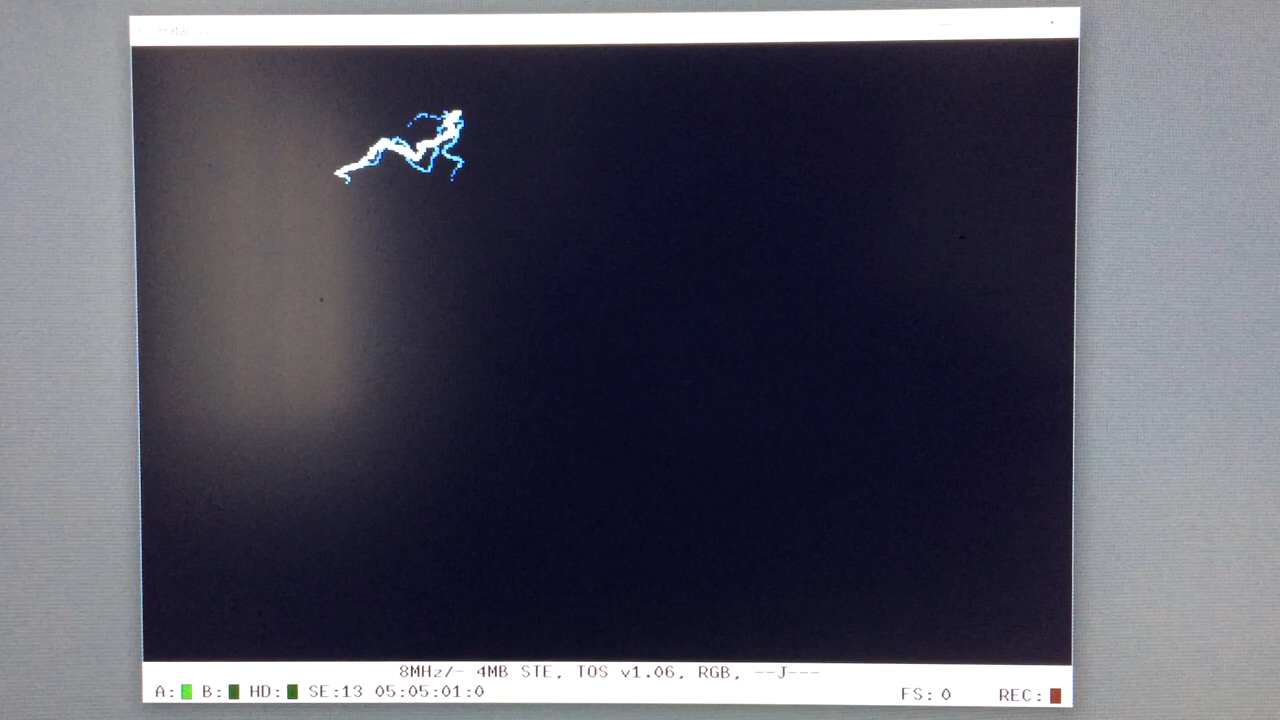 8MHz/- 4MB STE, TOS v1.06, RGB, --J---
A: B: HD: SE:13 05:05:01:0 FS: 0 REC: